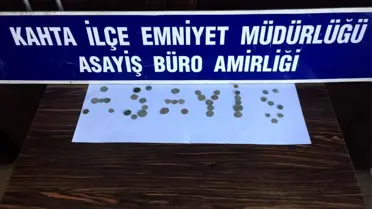 KAHTA İLÇE EMNİYET MÜDÜRLÜĞÜ
ASAYİŞ BÜRO AMİRLİĞİ